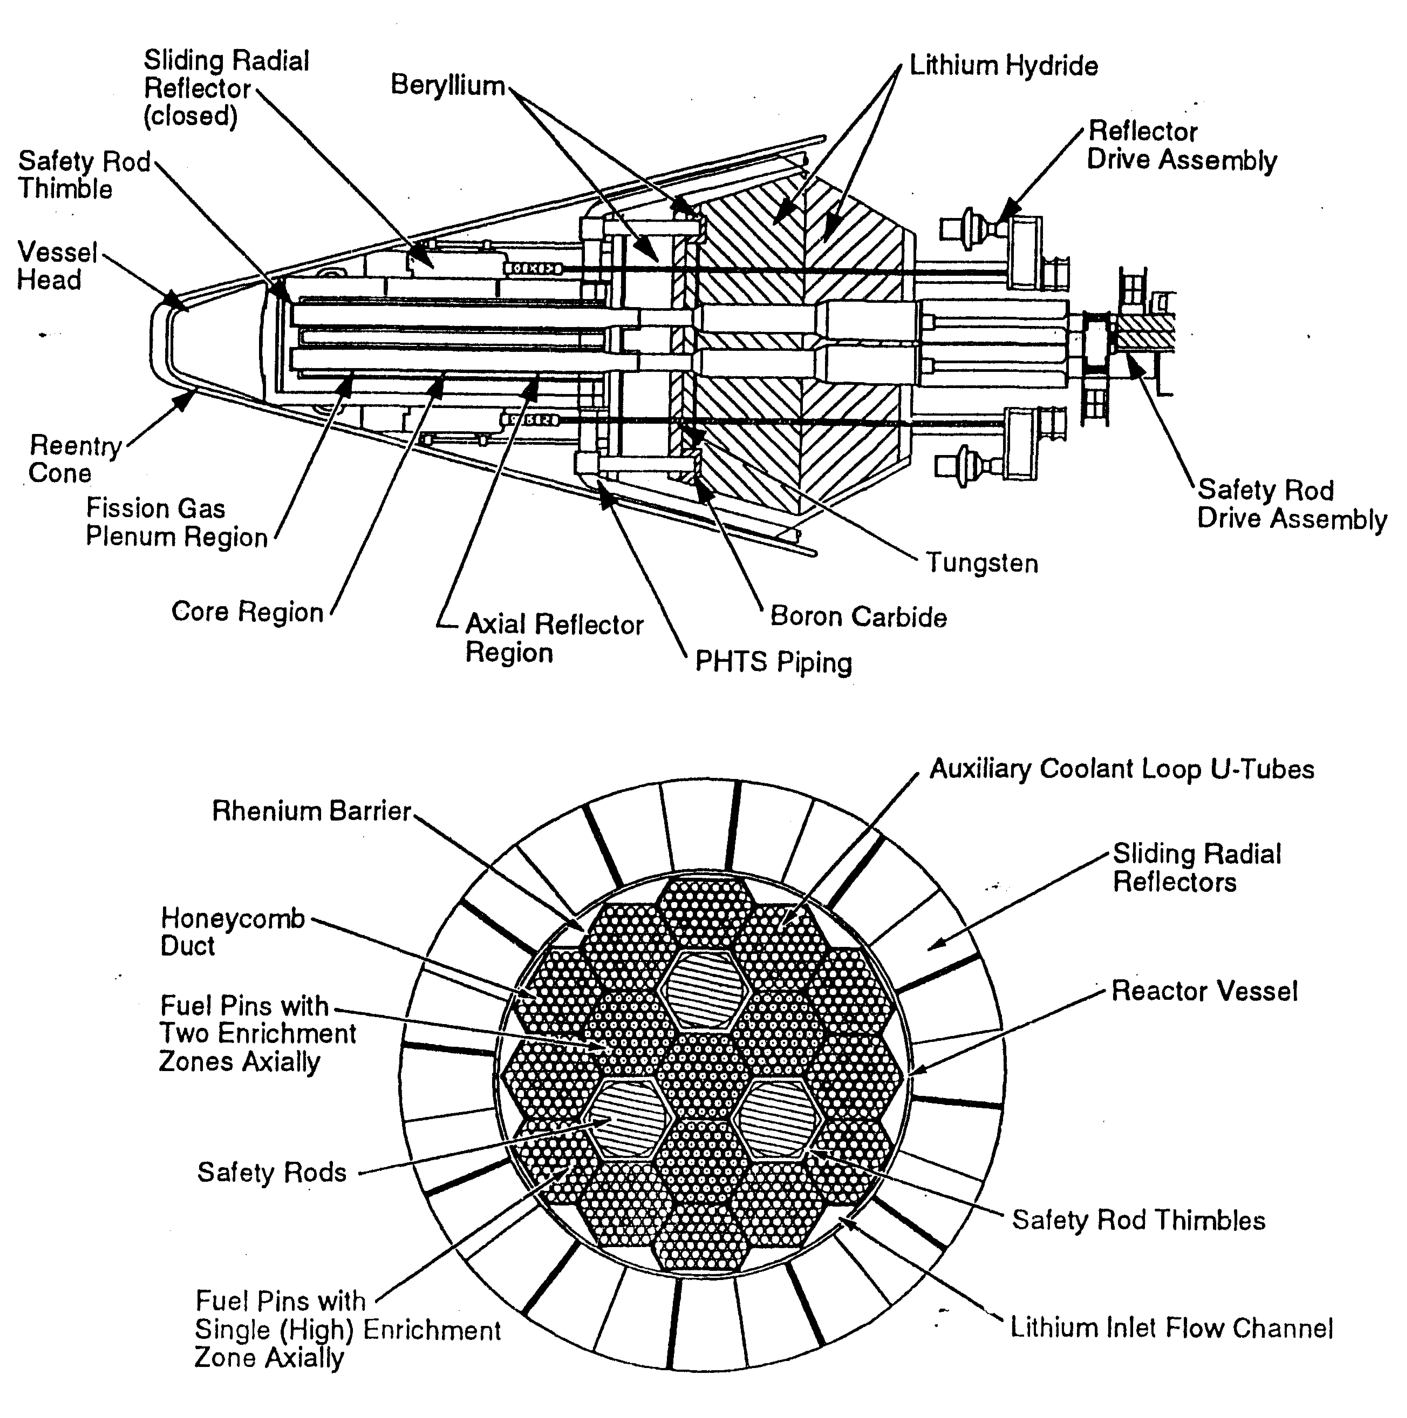 Sliding Radial
Reflector
(closed)
Beryllium
Lithium Hydride
Reflector
Drive Assembly
Safety Rod
Thimble
Vessel
Head
Reentry
Cone
Fission Gas
Plenum Region
Core Region
Axial Reflector
Region
PHTS Piping
Boron Carbide
Tungsten
Safety Rod
Drive Assembly
Auxiliary Coolant Loop U-Tubes
Rhenium Barrier
Sliding Radial
Reflectors
Honeycomb
Duct
Reactor Vessel
Fuel Pins with
Two Enrichment
Zones Axially
Safety Rods
Safety Rod Thimbles
Fuel Pins with
Single (High) Enrichment
Zone Axially
Lithium Inlet Flow Channel